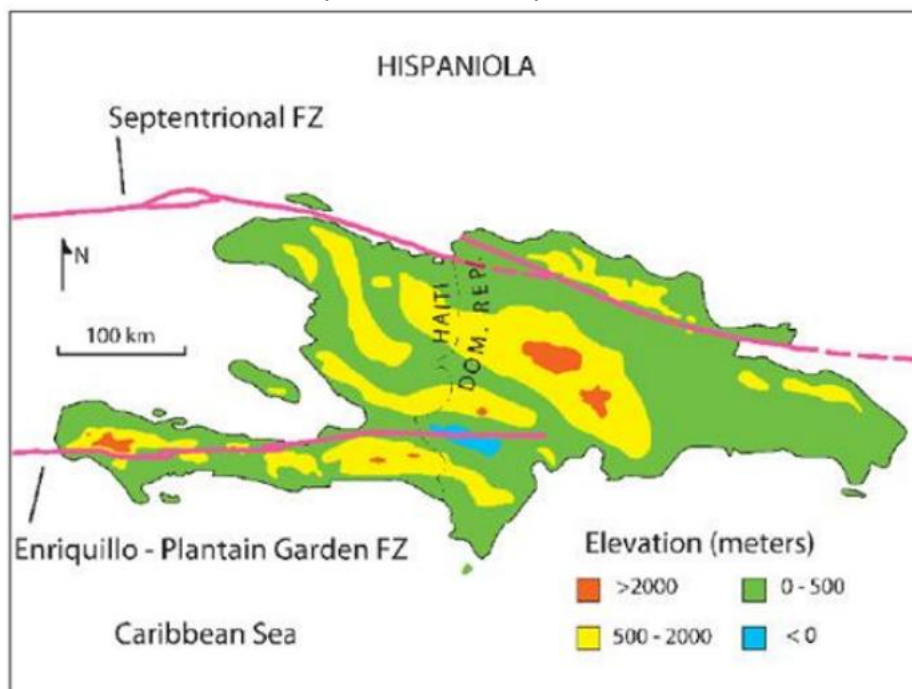 HISPANIOLA
Septentrional FZ
N
100 km
HAITI
DOM. REP.
Enriquillo - Plantain Garden FZ
Caribbean Sea
Elevation (meters)
>2000
0 - 500
500 - 2000
< 0